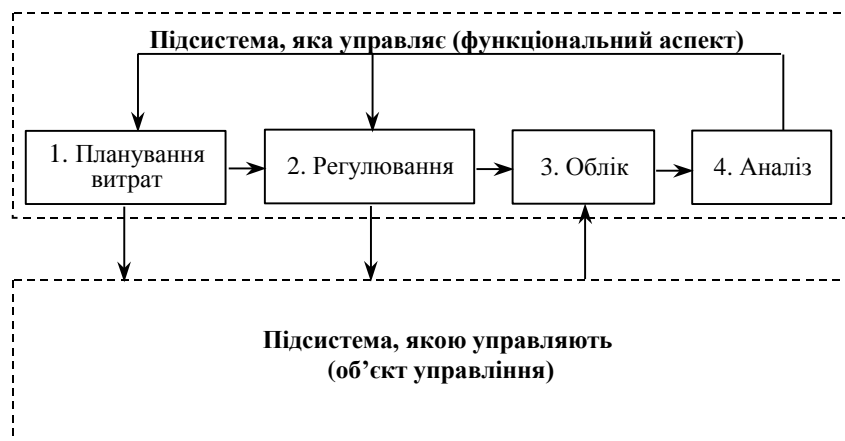 Підсистема, яка управляє (функціональний аспект)
1. Планування
витрат
2. Регулювання
3. Облік
4. Аналіз
Підсистема, якою управляють
(об’єкт управління)